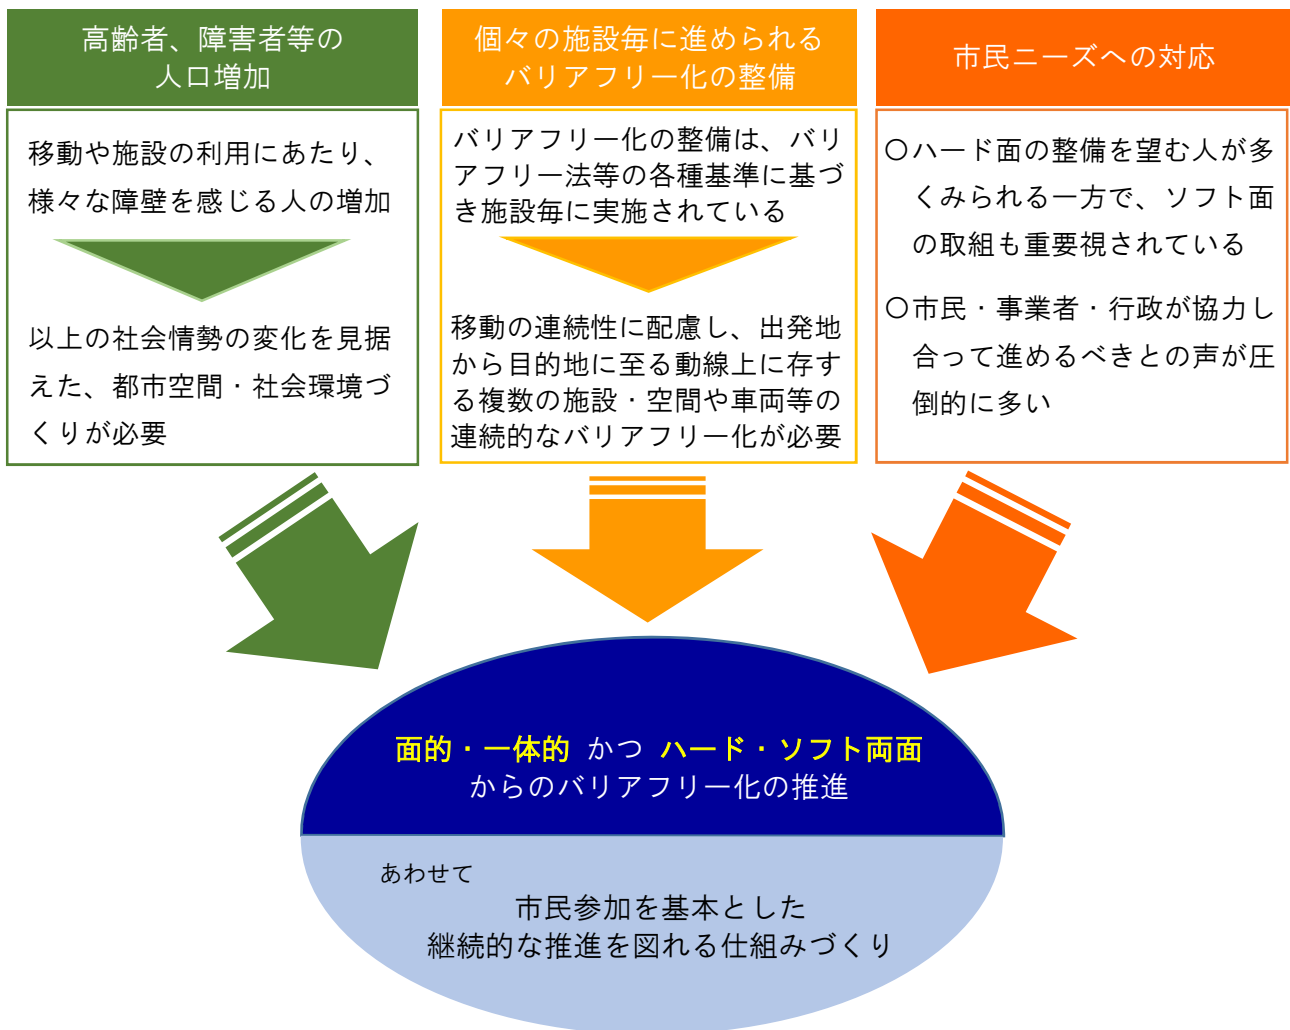 高齢者、障害者等の
人口増加
移動や施設の利用にあたり、
様々な障壁を感じる人の増加
以上の社会情勢の変化を見据
えた、都市空間・社会環境づ
くりが必要
個々の施設毎に進められる
バリアフリー化の整備
バリアフリー化の整備は、バリ
アフリー法等の各種基準に基づ
き施設毎に実施されている
移動の連続性に配慮し、出発地
から目的地に至る動線上に存す
る複数の施設・空間や車両等の
連続的なバリアフリー化が必要
市民ニーズへの対応
○ハード面の整備を望む人が多
くみられる一方で、ソフト面
の取組も重要視されている
○市民・事業者・行政が協力し
合って進めるべきとの声が圧
倒的に多い
面的・一体的 かつ ハード・ソフト両面
からのバリアフリー化の推進
あわせて
市民参加を基本とした
継続的な推進を図れる仕組みづくり